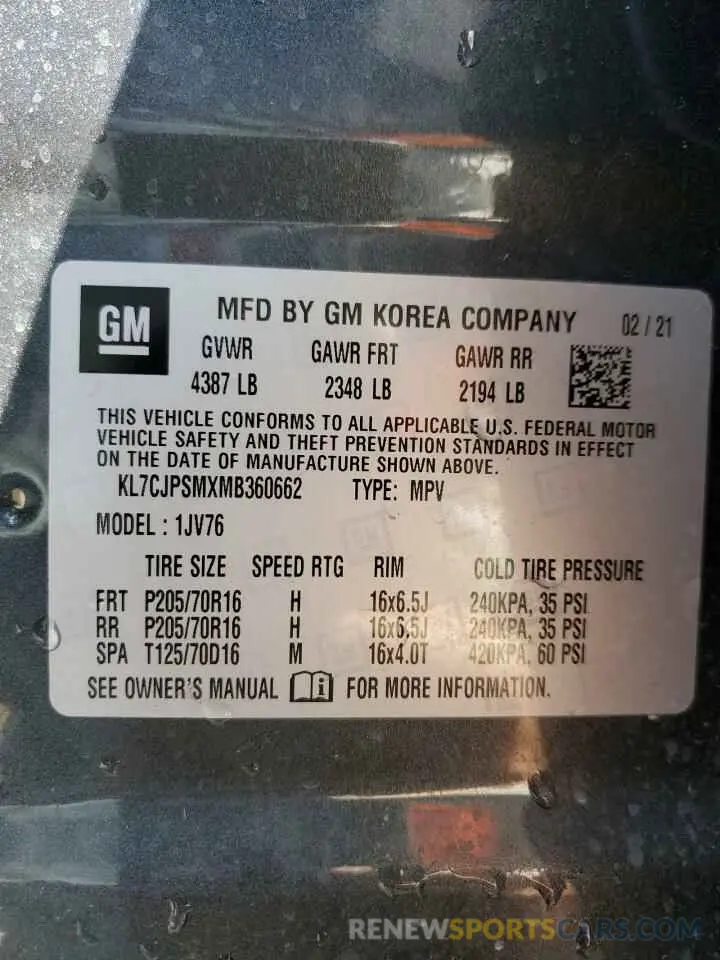 GM
MFD BY GM KOREA COMPANY 02 / 21
GVWR GAWR FRT GAWR RR
4387 LB 2348 LB 2194 LB
THIS VEHICLE CONFORMS TO ALL APPLICABLE U.S. FEDERAL MOTOR
VEHICLE SAFETY AND THEFT PREVENTION STANDARDS IN EFFECT
ON THE DATE OF MANUFACTURE SHOWN ABOVE.
KL7CJPSMXMB360662 TYPE: MPV
MODEL : 1JV76
TIRE SIZE SPEED RTG RIM COLD TIRE PRESSURE
FRT P205/70R16 H 16x6.5J 240KPA, 35 PSI
RR P205/70R16 H 16x6.5J 240KPA, 35 PSI
SPA T125/70D16 M 16x4.0T 420KPA, 60 PSI
SEE OWNER'S MANUAL i FOR MORE INFORMATION.
RENEWSPORTSCARS.COM